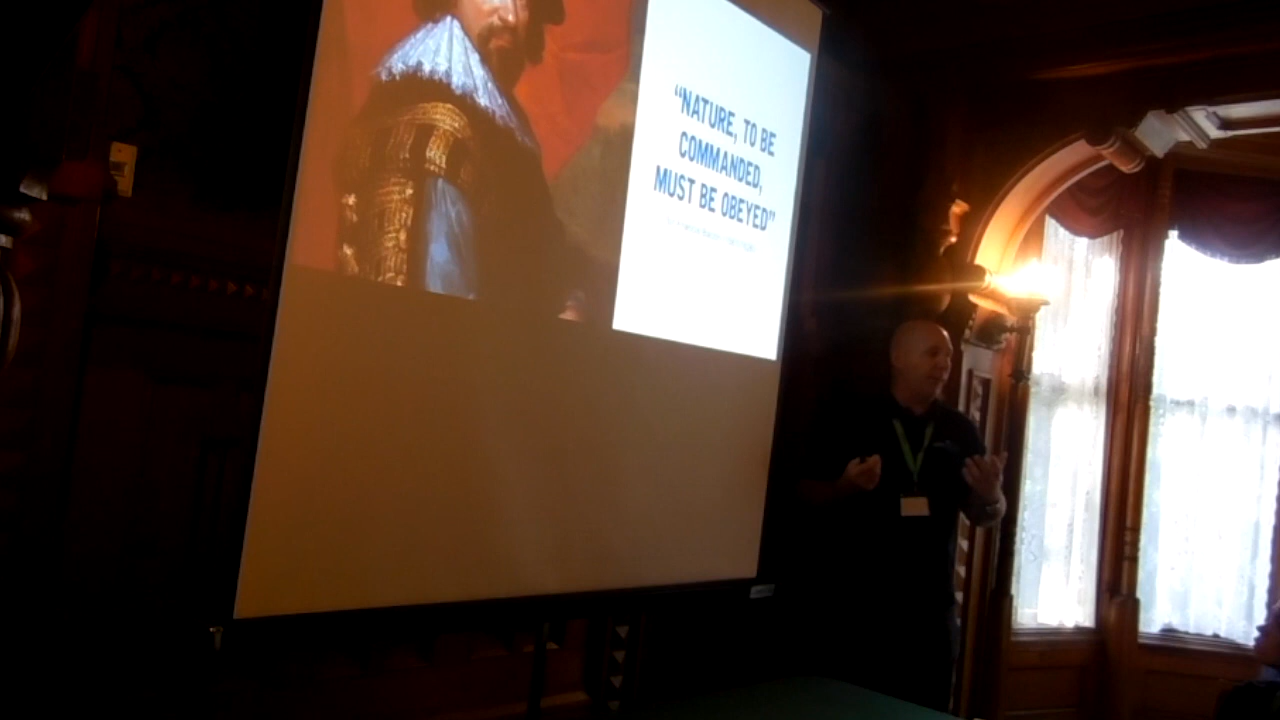 “NATURE, TO BE
COMMANDED,
MUST BE OBEYED”